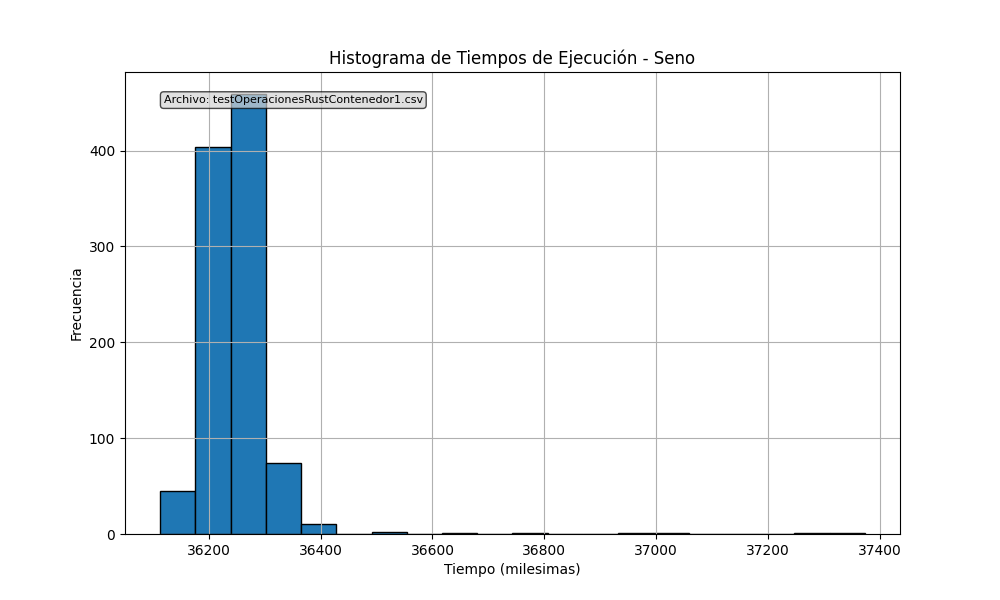 Histograma de Tiempos de Ejecución - Seno
Archivo: testOperacionesRustContenedor1.csv
Frecuencia
400
300
200
100
0
36200 36400 36600 36800 37000 37200 37400
Tiempo (milesimas)